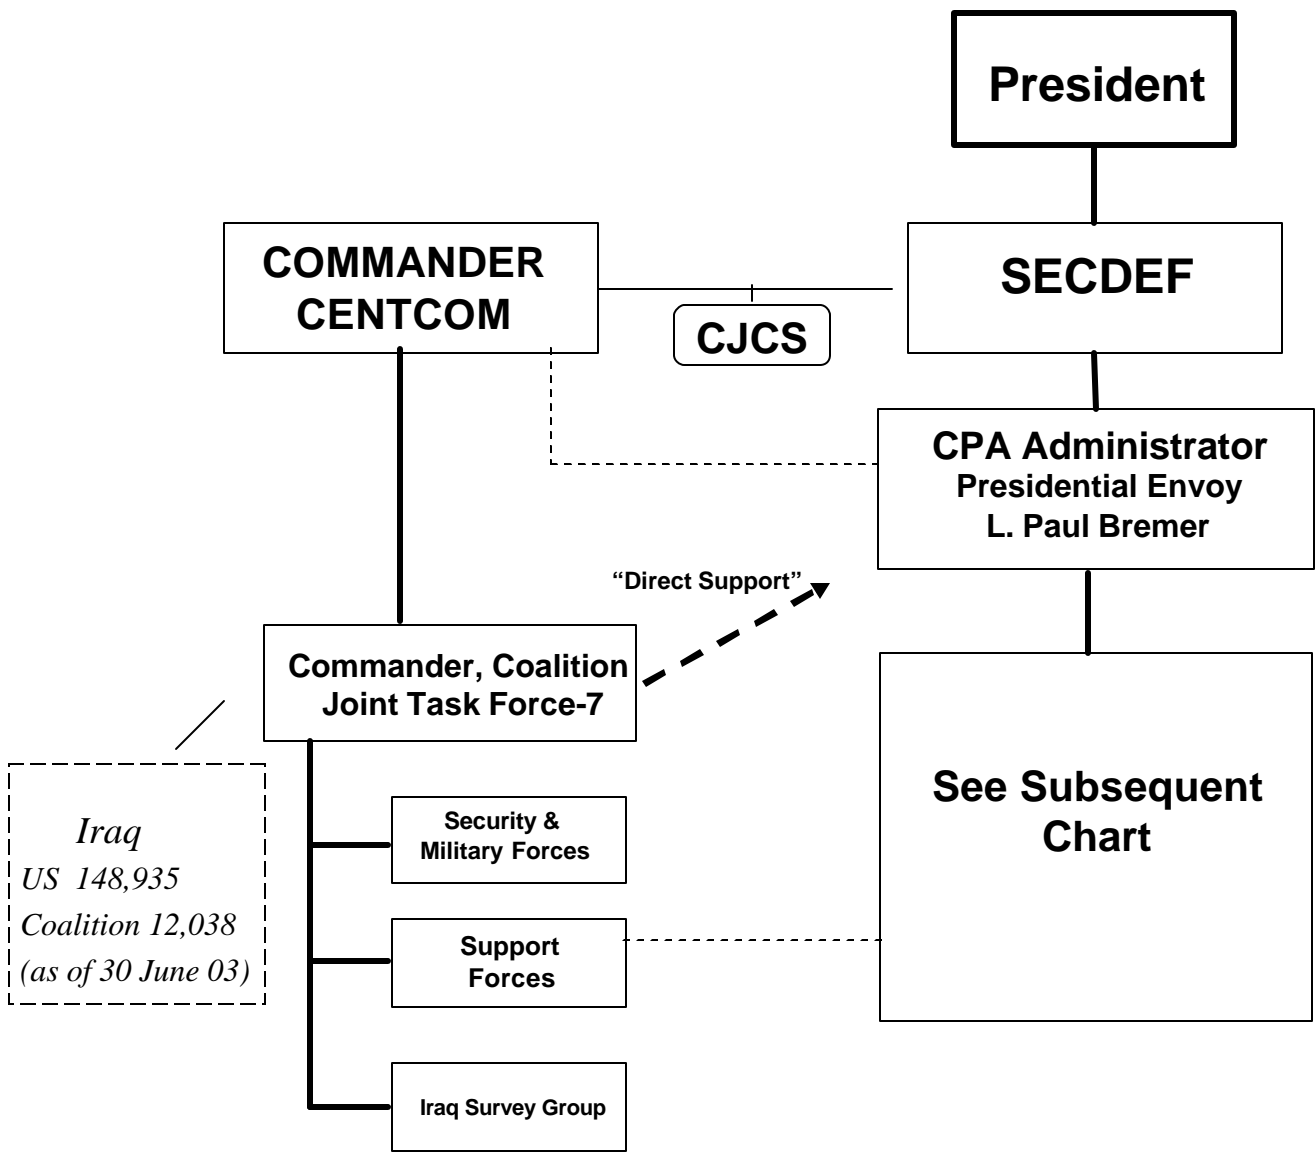 President
COMMANDER
CENTCOM
SECDEF
CJCS
CPA Administrator
Presidential Envoy
L. Paul Bremer
“Direct Support”
Commander, Coalition
Joint Task Force-7
See Subsequent
Chart
Iraq
US 148,935
Coalition 12,038
(as of 30 June 03)
Security &
Military Forces
Support
Forces
Iraq Survey Group